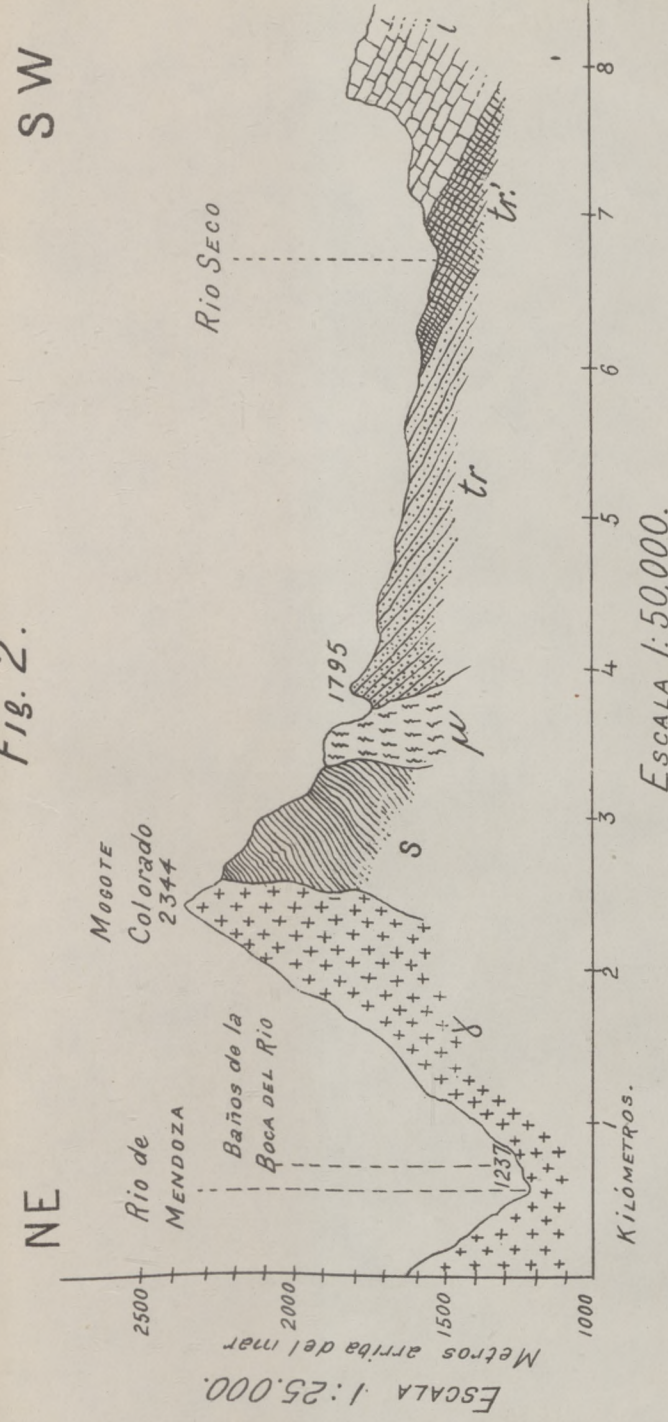 Fig. 2.
NE
SW
Rio de
MENDOZA
Baños de la
BOCA DEL RIO
MOGOTE
Colorado
2344
1795
RIO SECO
1237
γ
S
μ
tr
tr.'
l
2500
2000
1500
1000
Metros arriba del mar
ESCALA 1:25.000.
1
2
3
4
5
6
7
8
KILÓMETROS.
ESCALA 1:50.000.